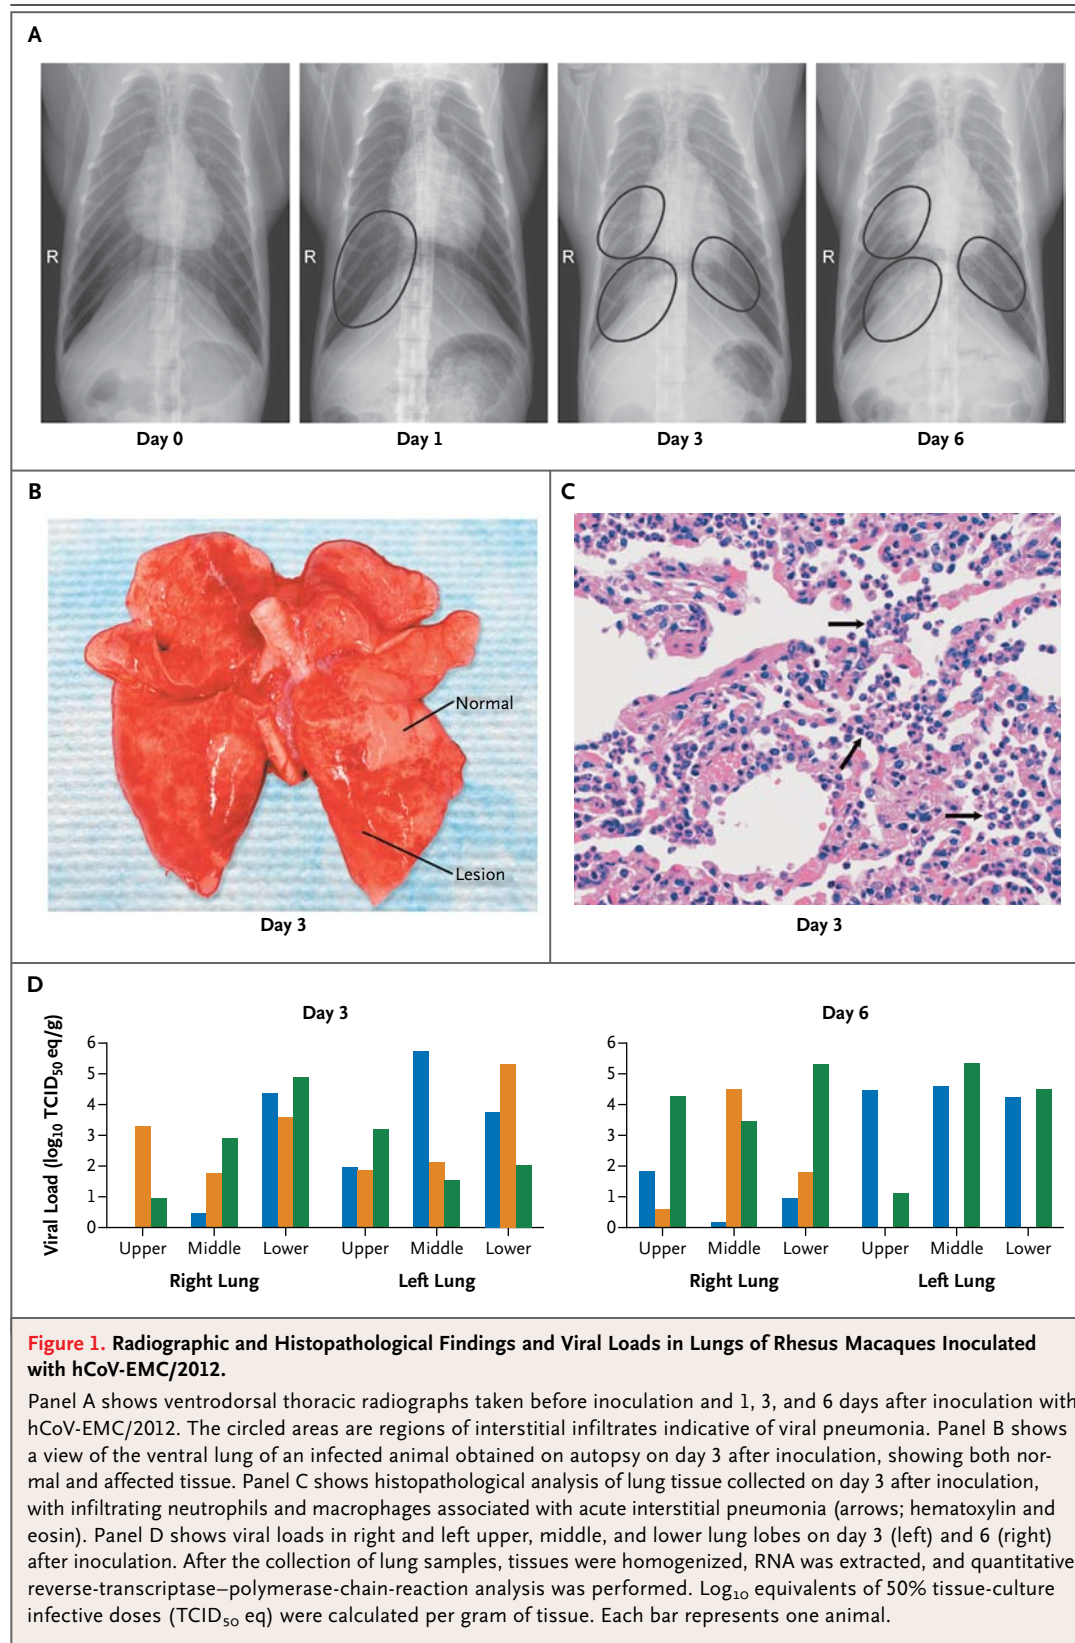 A
R
R
R
R
Day 0
Day 1
Day 3
Day 6
B
Normal
Lesion
Day 3
C
Day 3
D
Day 3
Viral Load (log10 TCID50 eq/g)
6
5
4
3
2
1
0
Upper Middle Lower Upper Middle Lower
Right Lung Left Lung
Day 6
6
5
4
3
2
1
0
Upper Middle Lower Upper Middle Lower
Right Lung Left Lung
Figure 1. Radiographic and Histopathological Findings and Viral Loads in Lungs of Rhesus Macaques Inoculated
with hCoV-EMC/2012.
Panel A shows ventrodorsal thoracic radiographs taken before inoculation and 1, 3, and 6 days after inoculation with
hCoV-EMC/2012. The circled areas are regions of interstitial infiltrates indicative of viral pneumonia. Panel B shows
a view of the ventral lung of an infected animal obtained on autopsy on day 3 after inoculation, showing both nor-
mal and affected tissue. Panel C shows histopathological analysis of lung tissue collected on day 3 after inoculation,
with infiltrating neutrophils and macrophages associated with acute interstitial pneumonia (arrows; hematoxylin and
eosin). Panel D shows viral loads in right and left upper, middle, and lower lung lobes on day 3 (left) and 6 (right)
after inoculation. After the collection of lung samples, tissues were homogenized, RNA was extracted, and quantitative
reverse-transcriptase–polymerase-chain-reaction analysis was performed. Log10 equivalents of 50% tissue-culture
infective doses (TCID50 eq) were calculated per gram of tissue. Each bar represents one animal.